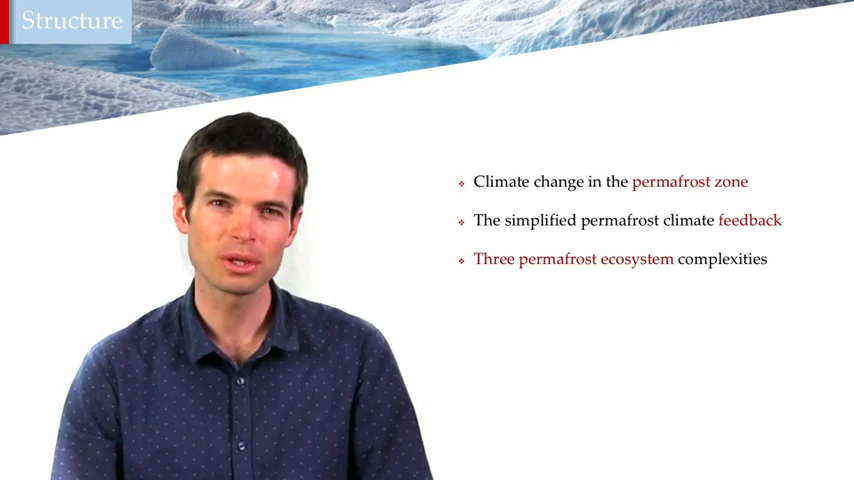 Structure
Climate change in the permafrost zone
The simplified permafrost climate feedback
Three permafrost ecosystem complexities